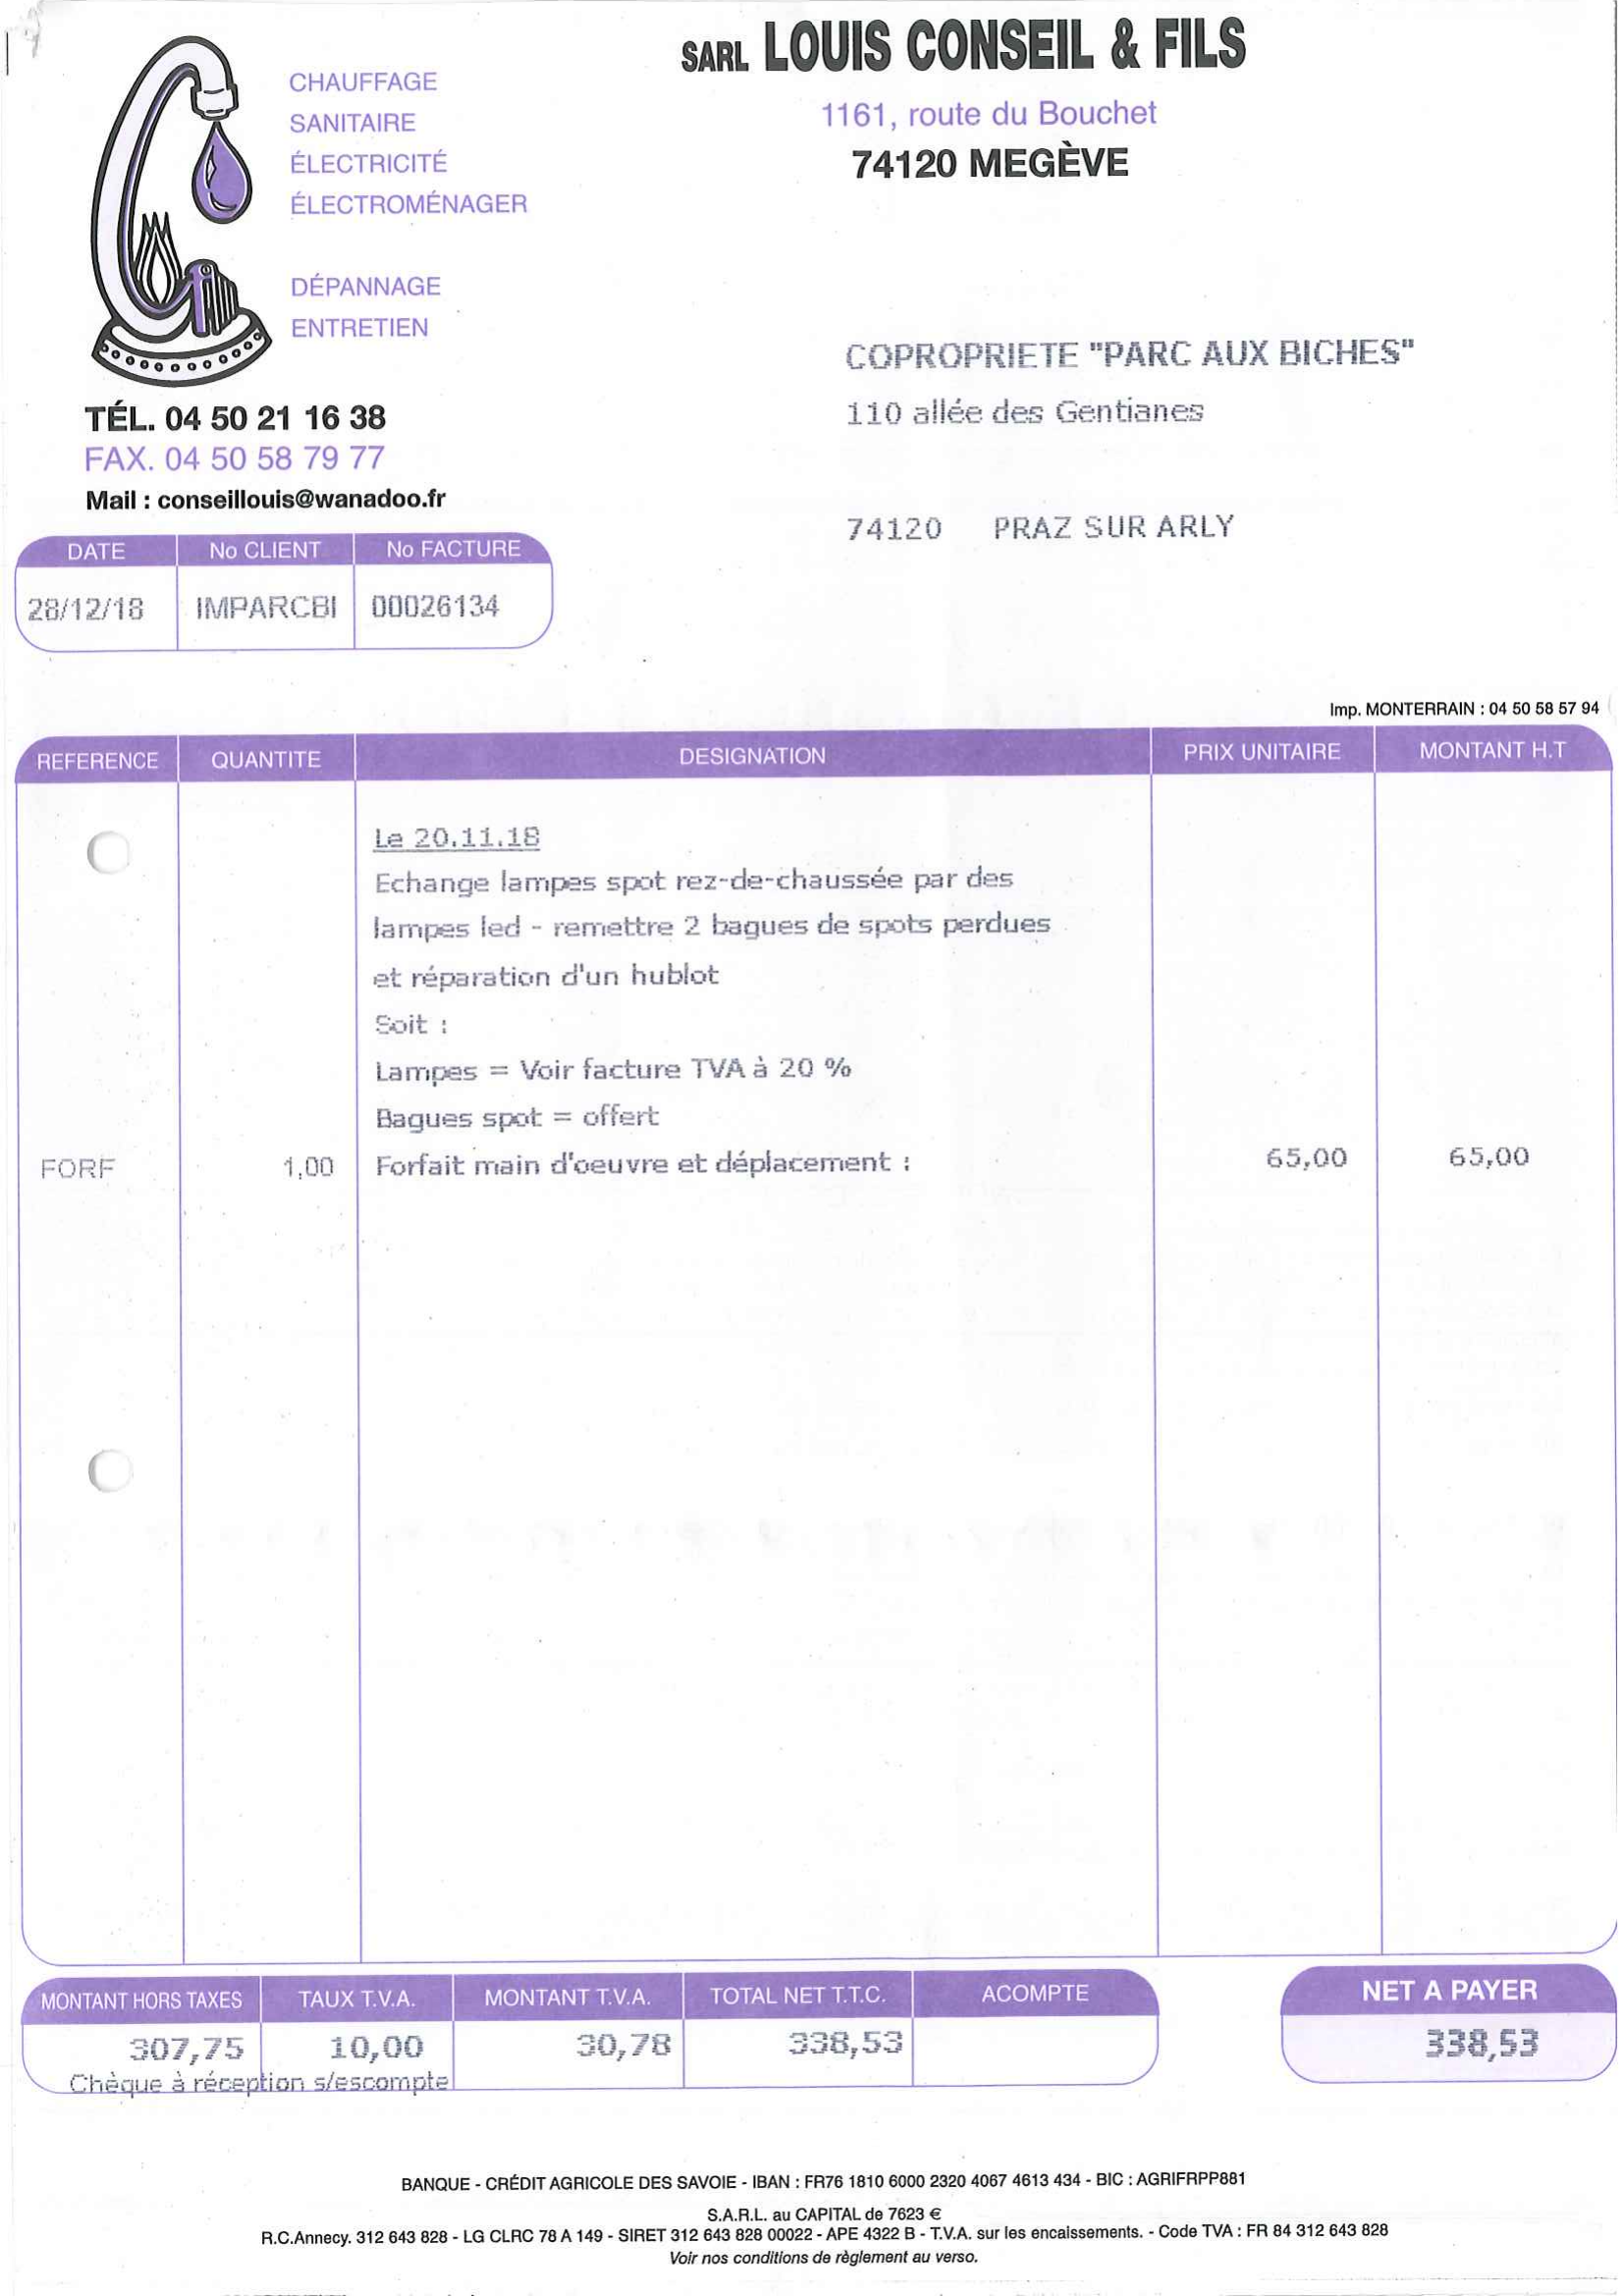 SARL LOUIS CONSEIL & FILS
1161, route du Bouchet
74120 MEGÈVE
CHAUFFAGE
SANITAIRE
ÉLECTRICITÉ
ÉLECTROMÉNAGER
DÉPANNAGE
ENTRETIEN
TÉL. 04 50 21 16 38
FAX. 04 50 58 79 77
Mail : conseillouis@wanadoo.fr
COPROPRIETE "PARC AUX BICHES"
110 allée des Gentianes
74120 PRAZ SUR ARLY
DATE No CLIENT No FACTURE
28/12/18 IMPARCBI 00026134
Imp. MONTERRAIN : 04 50 58 57 94
REFERENCE QUANTITE DESIGNATION PRIX UNITAIRE MONTANT H.T
Le 20.11.18
Echange lampes spot rez-de-chaussée par des
lampes led - remettre 2 bagues de spots perdues
et réparation d'un hublot
Soit :
Lampes = Voir facture TVA à 20 %
Bagues spot = offert
FORF 1,00 Forfait main d'oeuvre et déplacement : 65,00 65,00
MONTANT HORS TAXES TAUX T.V.A. MONTANT T.V.A. TOTAL NET T.T.C. ACOMPTE NET A PAYER
307,75 10,00 30,78 338,53 338,53
Chèque à réception s/escompte
BANQUE - CRÉDIT AGRICOLE DES SAVOIE - IBAN : FR76 1810 6000 2320 4067 4613 434 - BIC : AGRIFRPP881
S.A.R.L. au CAPITAL de 7623 €
R.C.Annecy. 312 643 828 - LG CLRC 78 A 149 - SIRET 312 643 828 00022 - APE 4322 B - T.V.A. sur les encaissements. - Code TVA : FR 84 312 643 828
Voir nos conditions de règlement au verso.